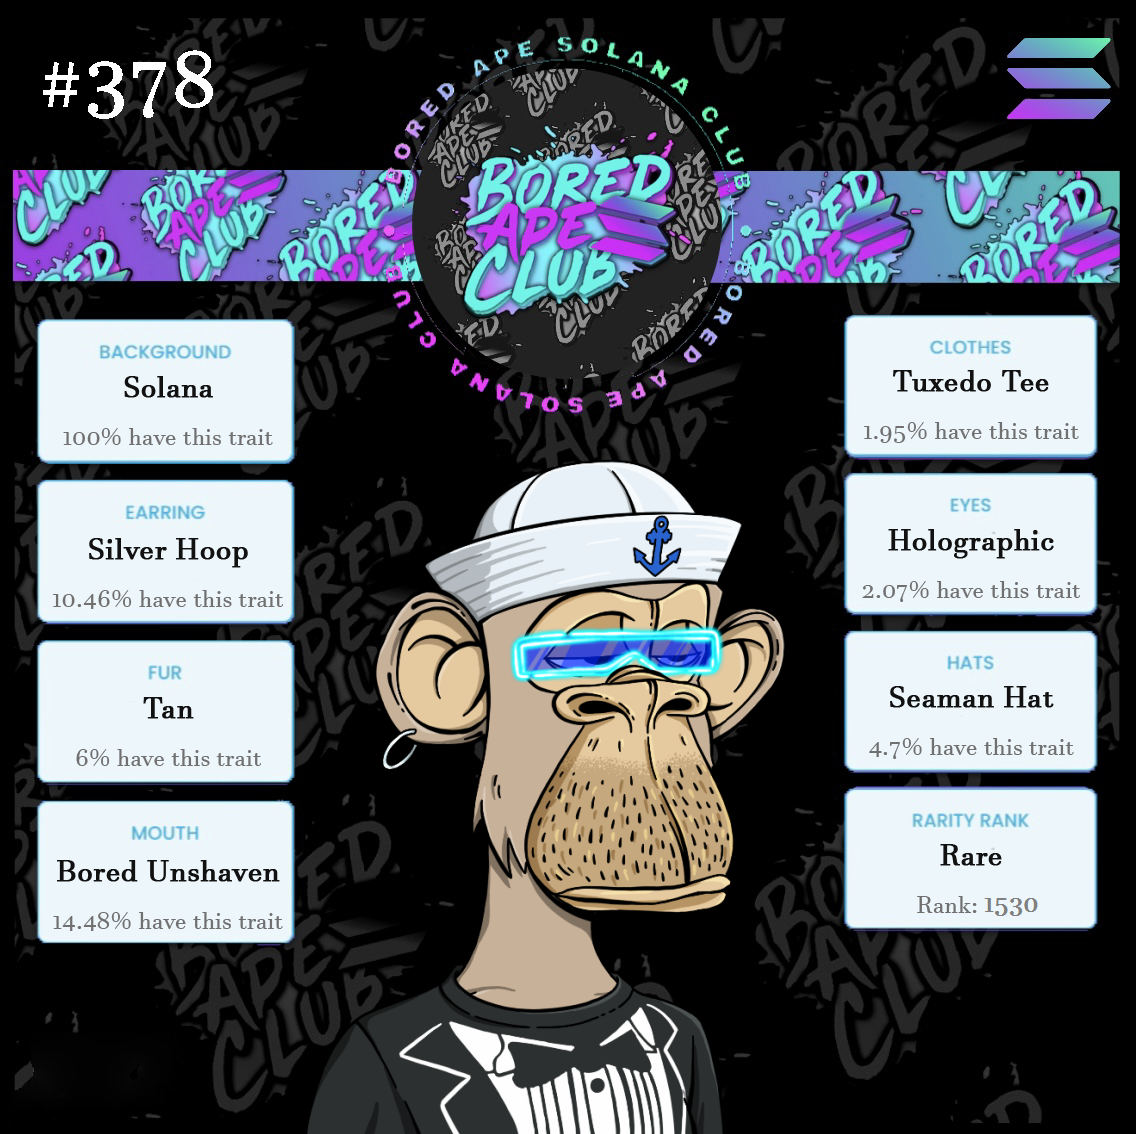 #378
BORED APE SOLANA CLUB
BORED APE SOLANA CLUB
BORED
APE
CLUB
BACKGROUND
Solana
100% have this trait
EARRING
Silver Hoop
10.46% have this trait
FUR
Tan
6% have this trait
MOUTH
Bored Unshaven
14.48% have this trait
CLOTHES
Tuxedo Tee
1.95% have this trait
EYES
Holographic
2.07% have this trait
HATS
Seaman Hat
4.7% have this trait
RARITY RANK
Rare
Rank: 1530